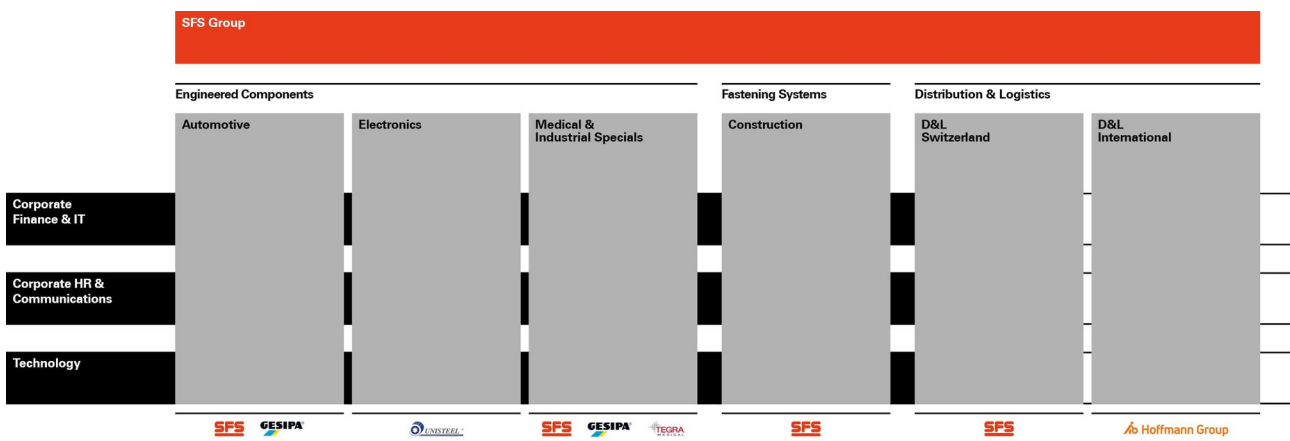 SFS Group
Engineered Components
Fastening Systems
Distribution & Logistics
Automotive
Electronics
Medical &
Industrial Specials
Construction
D&L
Switzerland
D&L
International
Corporate
Finance & IT
Corporate HR &
Communications
Technology
SFS
GESIPA
UNISTEEL
SFS
GESIPA
TEGRA
MEDICAL
SFS
SFS
Hoffmann Group